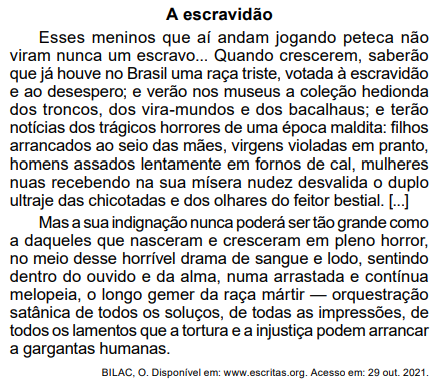 A escravidão
Esses meninos que aí andam jogando peteca não
viram nunca um escravo... Quando crescerem, saberão
que já houve no Brasil uma raça triste, votada à escravidão
e ao desespero; e verão nos museus a coleção hedionda
dos troncos, dos vira-mundos e dos bacalhaus; e terão
notícias dos trágicos horrores de uma época maldita: filhos
arrancados ao seio das mães, virgens violadas em pranto,
homens assados lentamente em fornos de cal, mulheres
nuas recebendo na sua mísera nudez desvalida o duplo
ultraje das chicotadas e dos olhares do feitor bestial. [...]
Mas a sua indignação nunca poderá ser tão grande como
a daqueles que nasceram e cresceram em pleno horror,
no meio desse horrível drama de sangue e lodo, sentindo
dentro do ouvido e da alma, numa arrastada e contínua
melopeia, o longo gemer da raça mártir — orquestração
satânica de todos os soluços, de todas as impressões, de
todos os lamentos que a tortura e a injustiça podem arrancar
a gargantas humanas.
BILAC, O. Disponível em: www.escritas.org. Acesso em: 29 out. 2021.